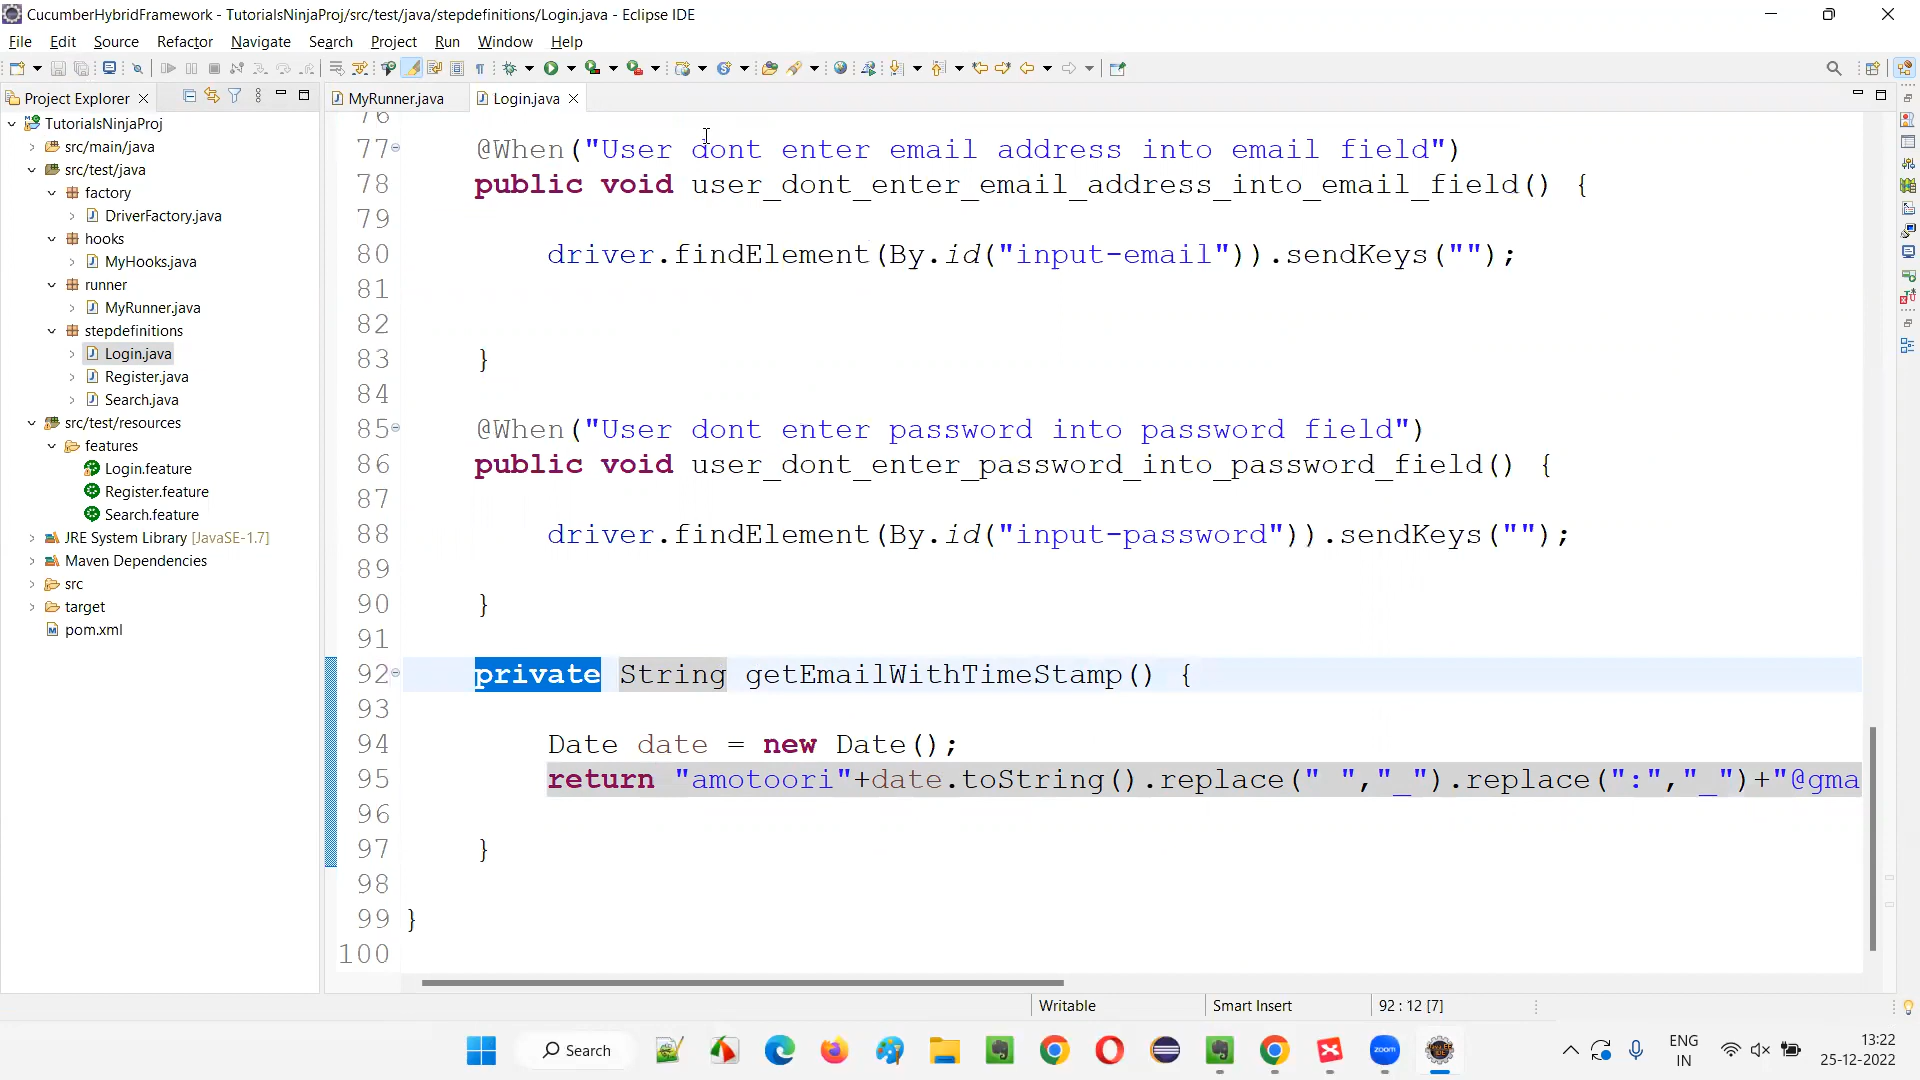 CucumberHybridFramework - TutorialsNinjaProj/src/test/java/stepdefinitions/Login.java - Eclipse IDE
File Edit Source Refactor Navigate Search Project Run Window Help
Project Explorer
MyRunner.java
Login.java
TutorialsNinjaProj
src/main/java
src/test/java
factory
DriverFactory.java
hooks
MyHooks.java
runner
MyRunner.java
stepdefinitions
Login.java
Register.java
Search.java
src/test/resources
features
Login.feature
Register.feature
Search.feature
JRE System Library [JavaSE-1.7]
Maven Dependencies
src
target
pom.xml
76
77 @When("User dont enter email address into email field")
78 public void user_dont_enter_email_address_into_email_field() {
79
80 driver.findElement(By.id("input-email")).sendKeys("");
81
82
83 }
84
85 @When("User dont enter password into password field")
86 public void user_dont_enter_password_into_password_field() {
87
88 driver.findElement(By.id("input-password")).sendKeys("");
89
90 }
91
92 private String getEmailWithTimeStamp() {
93
94 Date date = new Date();
95 return "amotoori"+date.toString().replace(" ","_").replace(":","_")+"@gma
96
97 }
98
99 }
100
Writable Smart Insert 92 : 12 [7]
Search
zoom
ENG
IN
13:22
25-12-2022